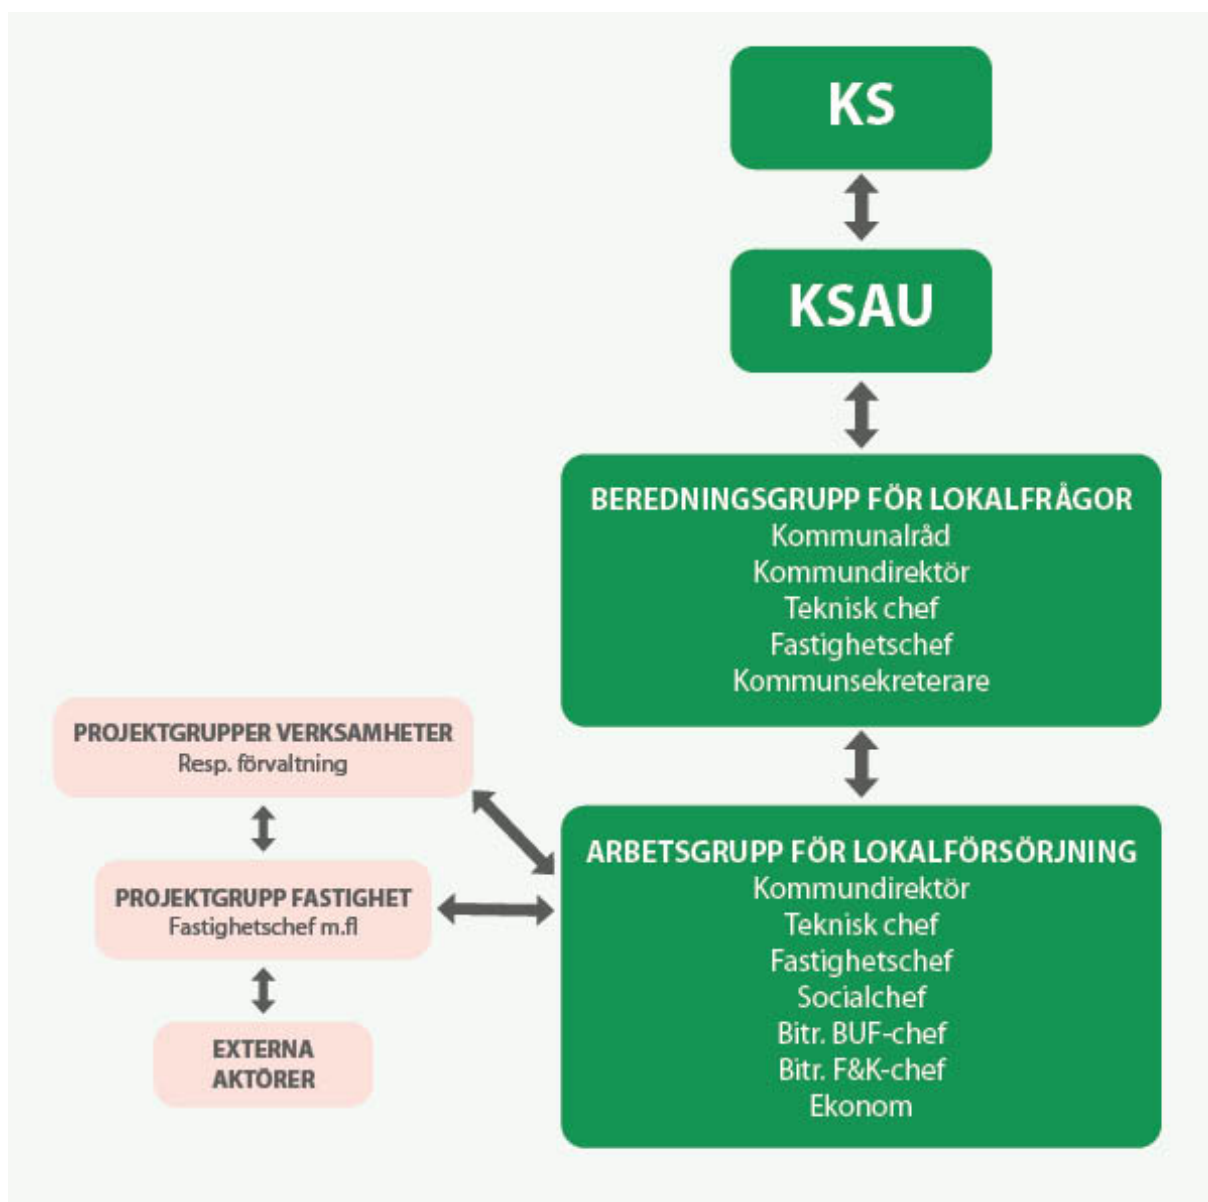 KS
KSAU
BEREDNINGSGRUPP FÖR LOKALFRÅGOR
Kommunalråd
Kommundirektör
Teknisk chef
Fastighetschef
Kommunsekreterare
PROJEKTGRUPPER VERKSAMHETER
Resp. förvaltning
PROJEKTGRUPP FASTIGHET
Fastighetschef m.fl
EXTERNA
AKTÖRER
ARBETSGRUPP FÖR LOKALFÖRSÖRJNING
Kommundirektör
Teknisk chef
Fastighetschef
Socialchef
Bitr. BUF-chef
Bitr. F&K-chef
Ekonom